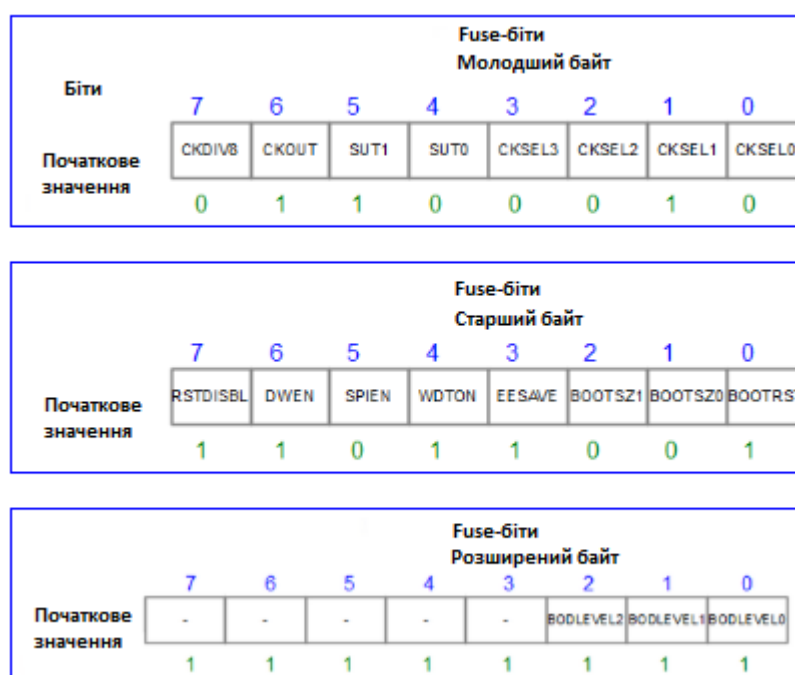 Fuse-біти
Молодший байт
Біти
7 6 5 4 3 2 1 0
CKDIV8 CKOUT SUT1 SUT0 CKSEL3 CKSEL2 CKSEL1 CKSEL0
Початкове
значення
0 1 1 0 0 0 1 0
Fuse-біти
Старший байт
7 6 5 4 3 2 1 0
RSTDISBL DWEN SPIEN WDTON EESAVE BOOTSZ1 BOOTSZ0 BOOTRS
Початкове
значення
1 1 0 1 1 0 0 1
Fuse-біти
Розширений байт
7 6 5 4 3 2 1 0
- - - - - BODLEVEL2 BODLEVEL1 BODLEVEL0
Початкове
значення
1 1 1 1 1 1 1 1